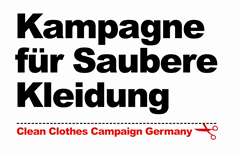 Kampagne
für Saubere
Kleidung
Clean Clothes Campaign Germany